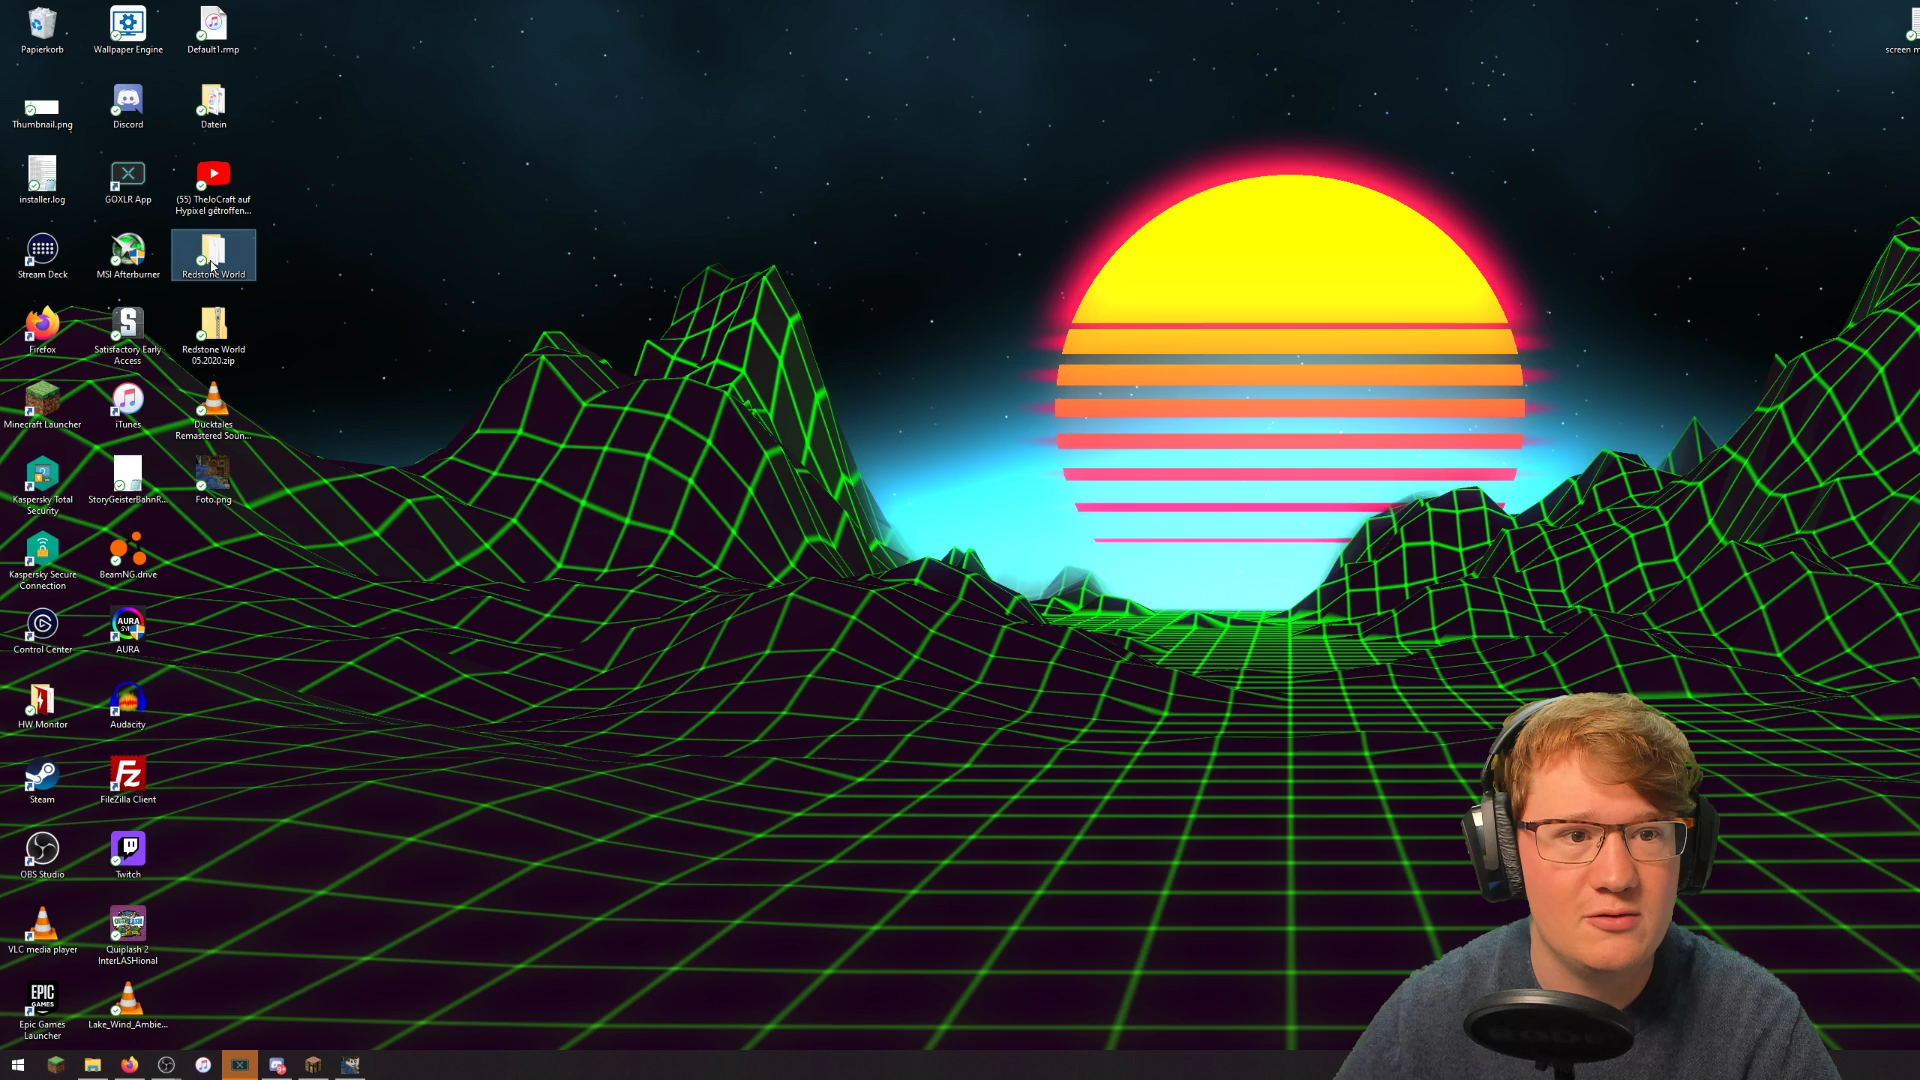 Papierkorb
Wallpaper Engine
Default1.rmp
screen m
Thumbnail.png
Discord
Datein
installer.log
GOXLR App
(55) TheJoCraft auf
Hypixel getroffen...
Stream Deck
MSI Afterburner
Redstone World
Firefox
Satisfactory Early
Access
Redstone World
05.2020.zip
Minecraft Launcher
iTunes
Ducktales
Remastered Soun...
Kaspersky Total
Security
StoryGeisterBahnR...
Foto.png
Kaspersky Secure
Connection
BeamNG.drive
Control Center
AURA
AURA
HW Monitor
Audacity
Steam
FileZilla Client
OBS Studio
Twitch
VLC media player
Quiplash 2
InterLASHional
EPIC
GAMES
Epic Games
Launcher
Lake_Wind_Ambie...